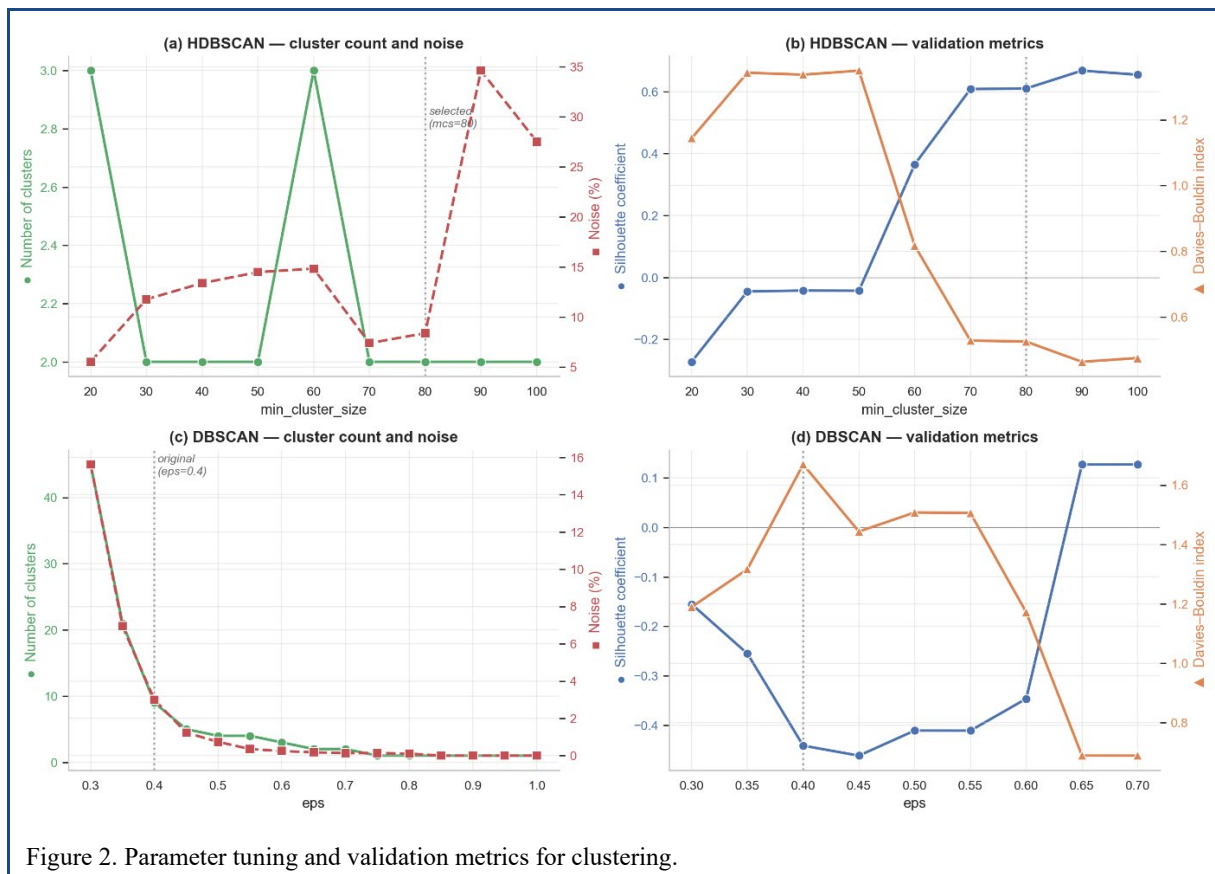 (a) HDBSCAN — cluster count and noise
3.0
2.8
2.6
2.4
2.2
2.0
● Number of clusters
35
30
25
20
15
10
5
■ Noise (%)
selected
(mcs=80)
20 30 40 50 60 70 80 90 100
min_cluster_size
(b) HDBSCAN — validation metrics
0.6
0.4
0.2
0.0
−0.2
● Silhouette coefficient
1.2
1.0
0.8
0.6
▲ Davies–Bouldin index
20 30 40 50 60 70 80 90 100
min_cluster_size
(c) DBSCAN — cluster count and noise
40
30
20
10
0
● Number of clusters
16
14
12
10
8
6
4
2
0
■ Noise (%)
original
(eps=0.4)
0.3 0.4 0.5 0.6 0.7 0.8 0.9 1.0
eps
(d) DBSCAN — validation metrics
0.1
0.0
−0.1
−0.2
−0.3
−0.4
● Silhouette coefficient
1.6
1.4
1.2
1.0
0.8
▲ Davies–Bouldin index
0.30 0.35 0.40 0.45 0.50 0.55 0.60 0.65 0.70
eps
Figure 2. Parameter tuning and validation metrics for clustering.